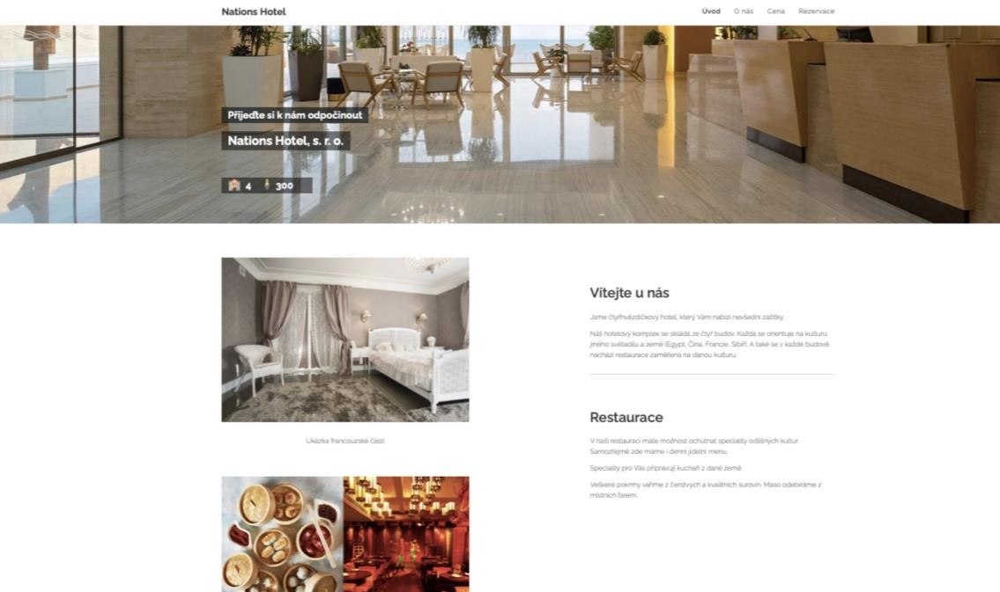 Nations Hotel
Úvod O nás Cena Rezervace
Přijeďte si k nám odpočinout
Nations Hotel, s. r. o.
4 300
Vítejte u nás
Jsme čtyřhvězdičkový hotel, který Vám nabízí nevšední zážitky.
Náš hotelový komplex se skládá ze čtyř budov. Každá se orientuje na kulturu
jiného světadílu a země (Egypt, Čína, Francie, Sibiř). A také se v každé budově
nachází restaurace zaměřená na danou kulturu.
Ukázka francouzské části
Restaurace
V naší restauraci máte možnost ochutnat speciality odlišných kultur.
Samozřejmě zde máme i denní jídelní menu.
Speciality pro Vás připravují kuchaři z dané země.
Veškeré pokrmy vaříme z čerstvých a kvalitních surovin. Maso odebíráme z
místních farem.